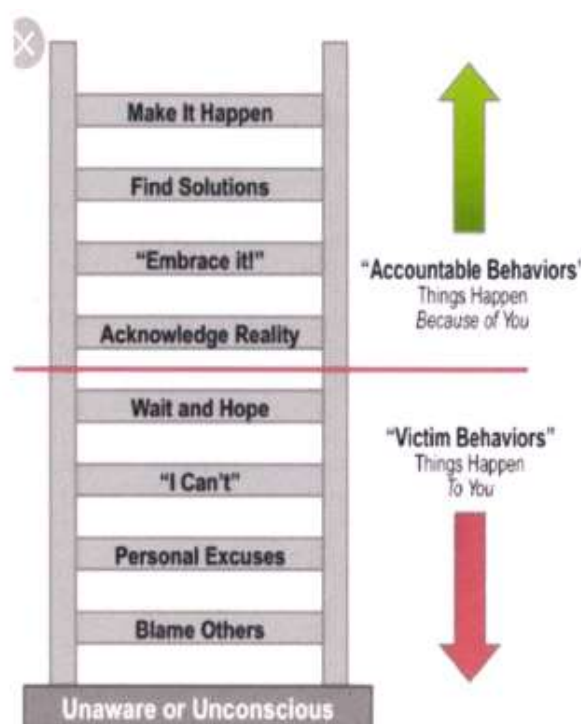 Make It Happen
Find Solutions
“Embrace it!”
Acknowledge Reality
Wait and Hope
“I Can’t”
Personal Excuses
Blame Others
Unaware or Unconscious
“Accountable Behaviors”
Things Happen
Because of You
“Victim Behaviors”
Things Happen
To You